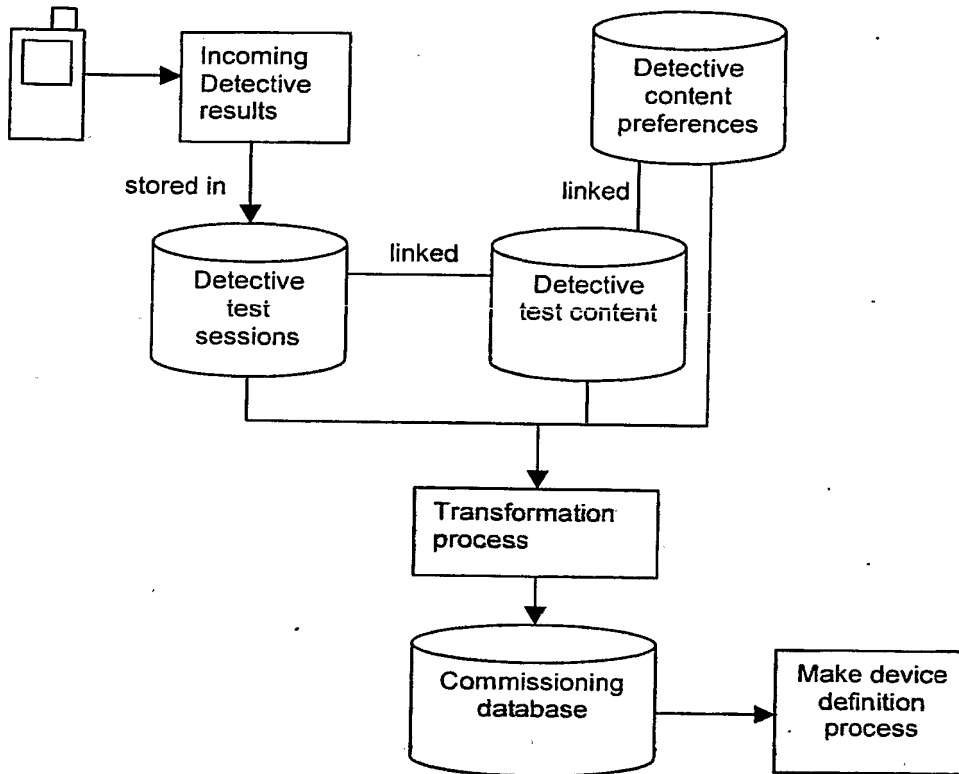 Incoming
Detective
results
Detective
content
preferences
stored in
linked
linked
Detective
test
sessions
Detective
test content
Transformation
process
Commissioning
database
Make device
definition
process